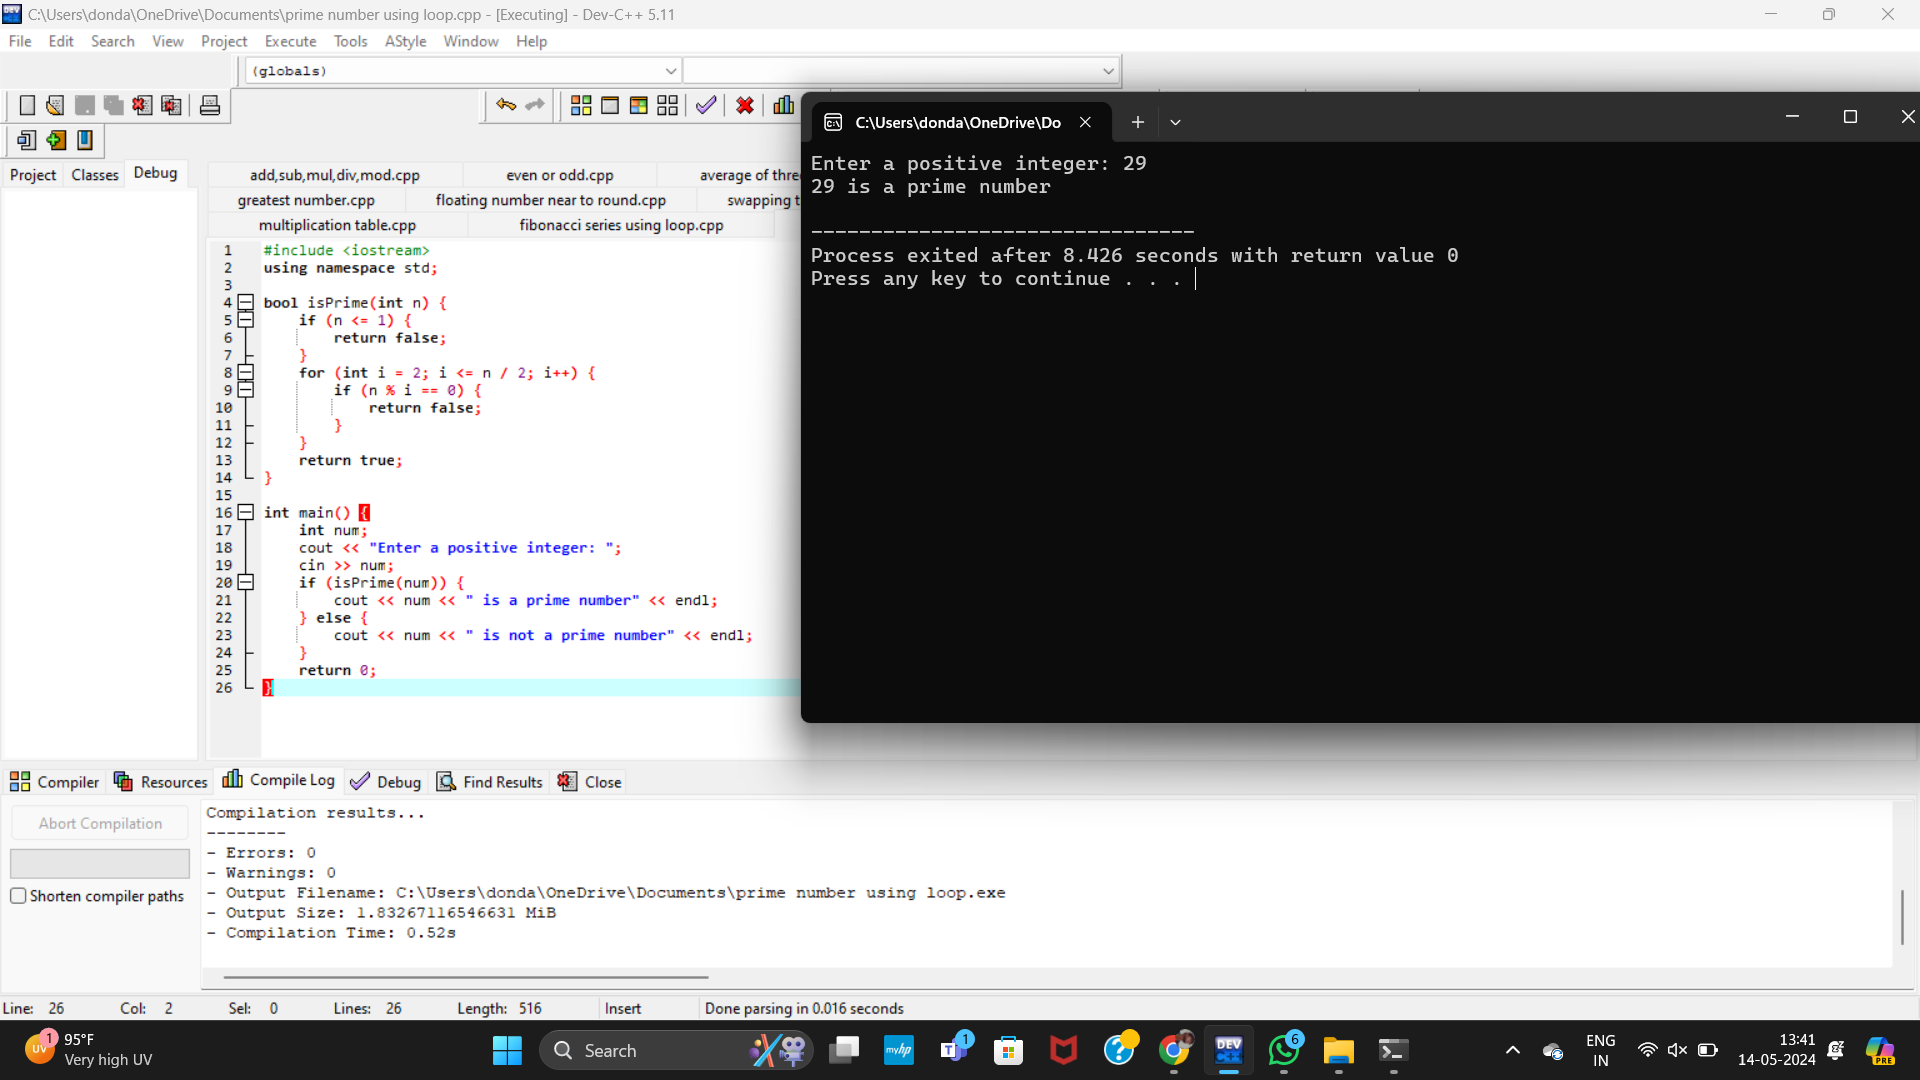 C:\Users\donda\OneDrive\Documents\prime number using loop.cpp - [Executing] - Dev-C++ 5.11
File Edit Search View Project Execute Tools AStyle Window Help
(globals)
Project Classes Debug
add,sub,mul,div,mod.cpp even or odd.cpp average of thre
greatest number.cpp floating number near to round.cpp swapping t
multiplication table.cpp fibonacci series using loop.cpp
1 #include <iostream>
2 using namespace std;
3
4 bool isPrime(int n) {
5 if (n <= 1) {
6 return false;
7 }
8 for (int i = 2; i <= n / 2; i++) {
9 if (n % i == 0) {
10 return false;
11 }
12 }
13 return true;
14 }
15
16 int main() {
17 int num;
18 cout << "Enter a positive integer: ";
19 cin >> num;
20 if (isPrime(num)) {
21 cout << num << " is a prime number" << endl;
22 } else {
23 cout << num << " is not a prime number" << endl;
24 }
25 return 0;
26 }
C:\Users\donda\OneDrive\Do
Enter a positive integer: 29
29 is a prime number
--------------------------------
Process exited after 8.426 seconds with return value 0
Press any key to continue . . .
Compiler Resources Compile Log Debug Find Results Close
Abort Compilation
Shorten compiler paths
Compilation results...
--------
- Errors: 0
- Warnings: 0
- Output Filename: C:\Users\donda\OneDrive\Documents\prime number using loop.exe
- Output Size: 1.83267116546631 MiB
- Compilation Time: 0.52s
Line: 26 Col: 2 Sel: 0 Lines: 26 Length: 516 Insert Done parsing in 0.016 seconds
UV 1 95°F
Very high UV
Search
myhp
1
DEV C++
6
ENG
IN
13:41
14-05-2024
PRE